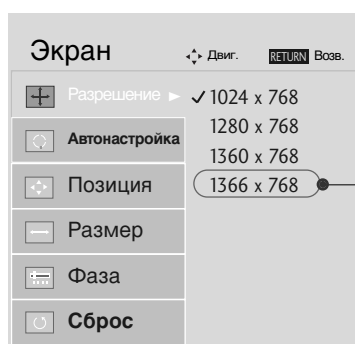 Экран
Двиг. RETURN Возв.
Разрешение ► ✓ 1024 x 768
1280 x 768
1360 x 768
1366 x 768
Автонастройка
Позиция
Размер
Фаза
Сброс